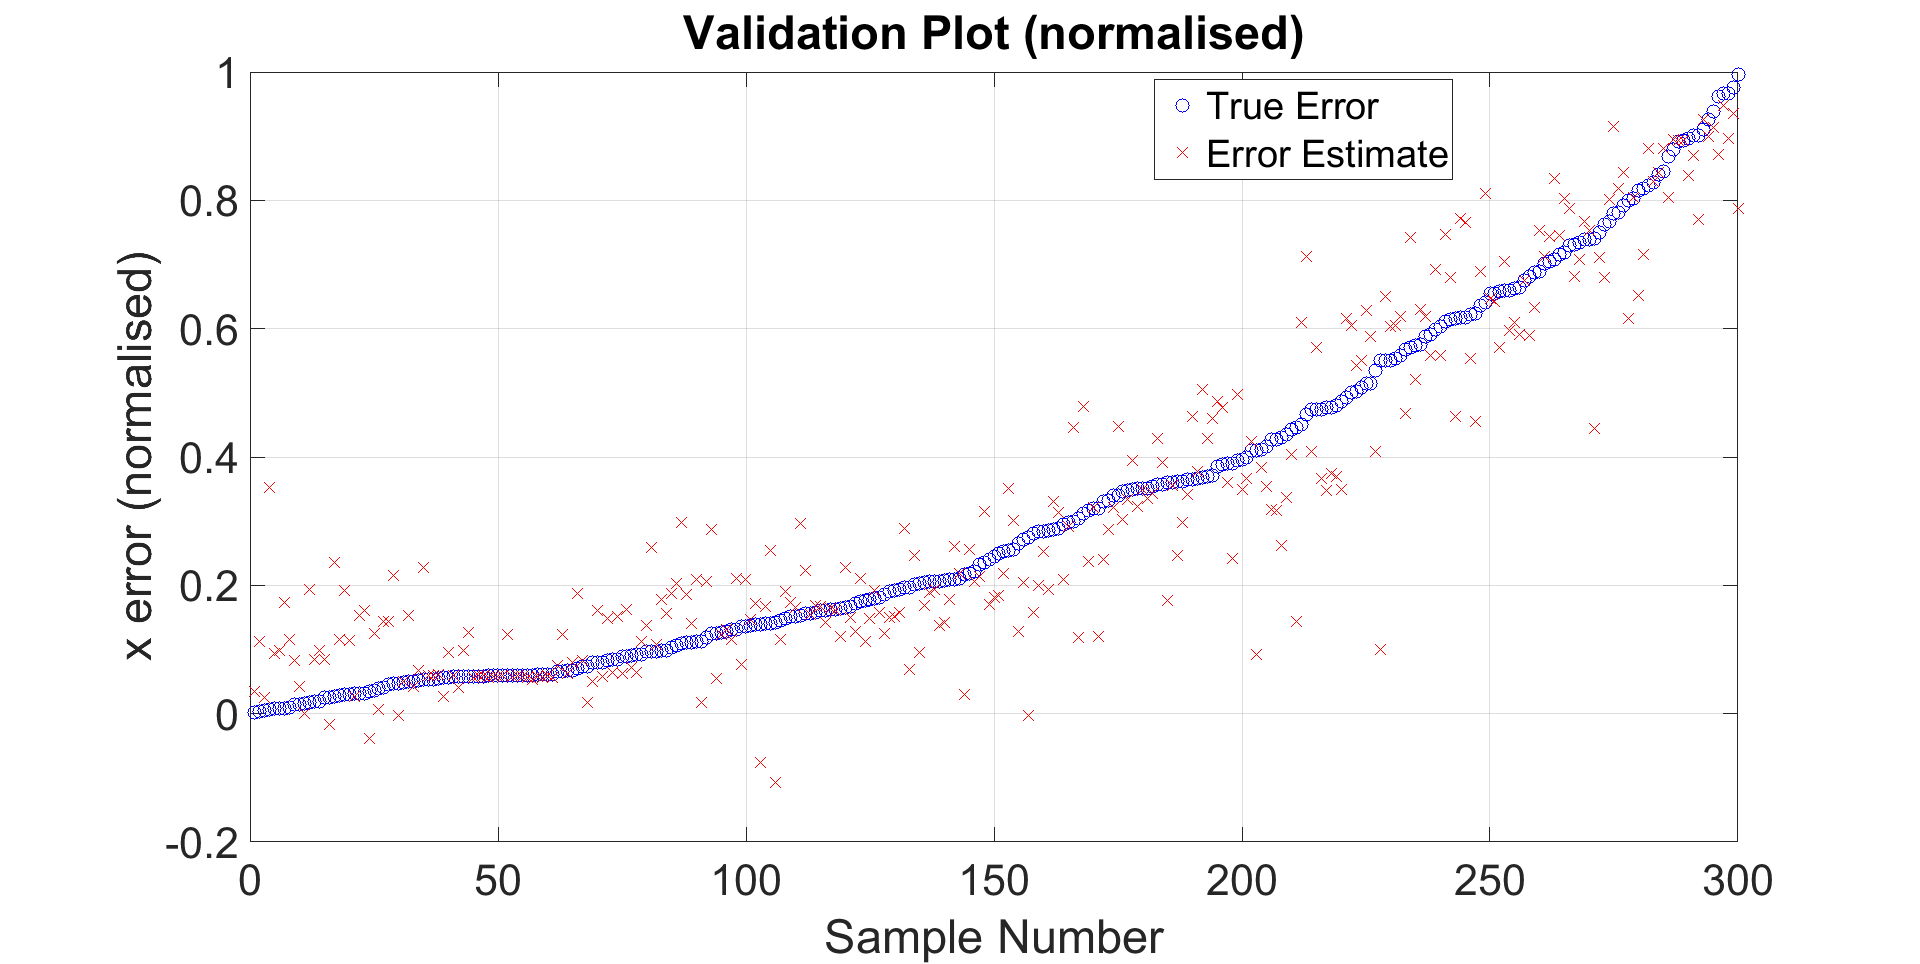 Validation Plot (normalised)
True Error
Error Estimate
x error (normalised)
1
0.8
0.6
0.4
0.2
0
-0.2
0 50 100 150 200 250 300
Sample Number